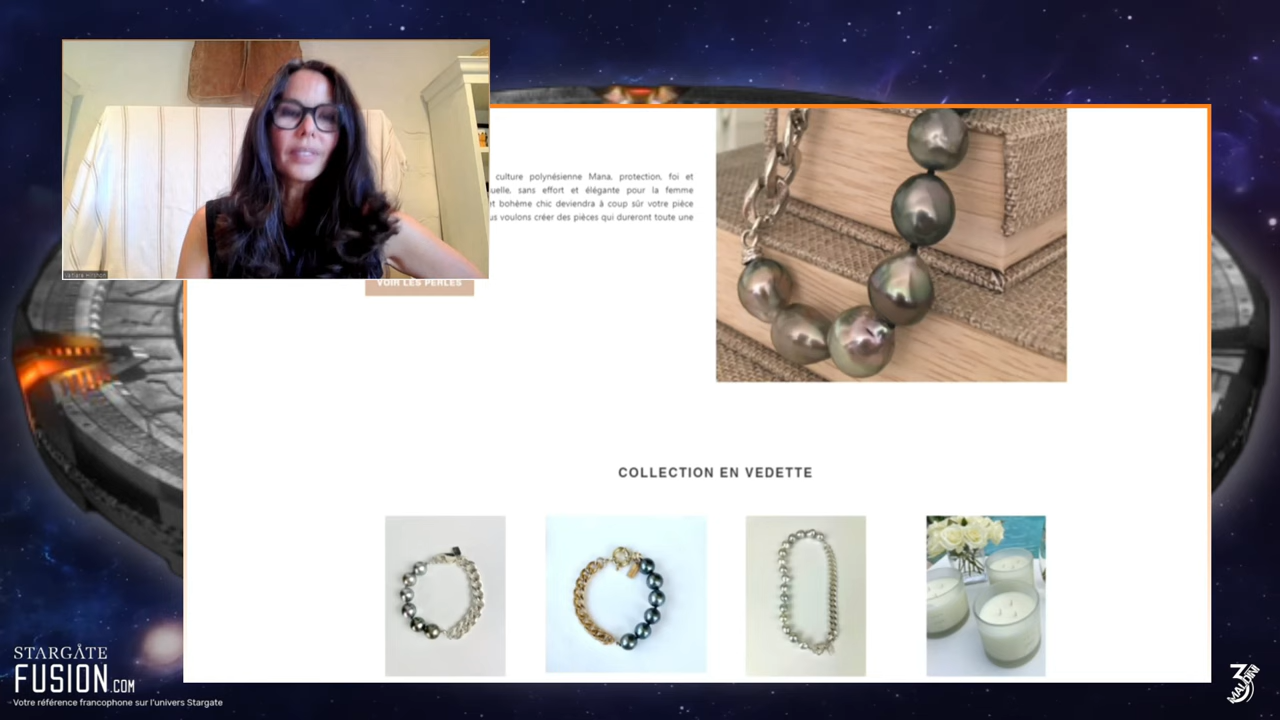 culture polynésienne Mana, protection, foi et
uelle, sans effort et élégante pour la femme
et bohème chic deviendra à coup sûr votre pièce
us voulons créer des pièces qui dureront toute une
VOIR LES PERLES
COLLECTION EN VEDETTE
STARGATE
FUSION.COM
Votre référence francophone sur l'univers Stargate